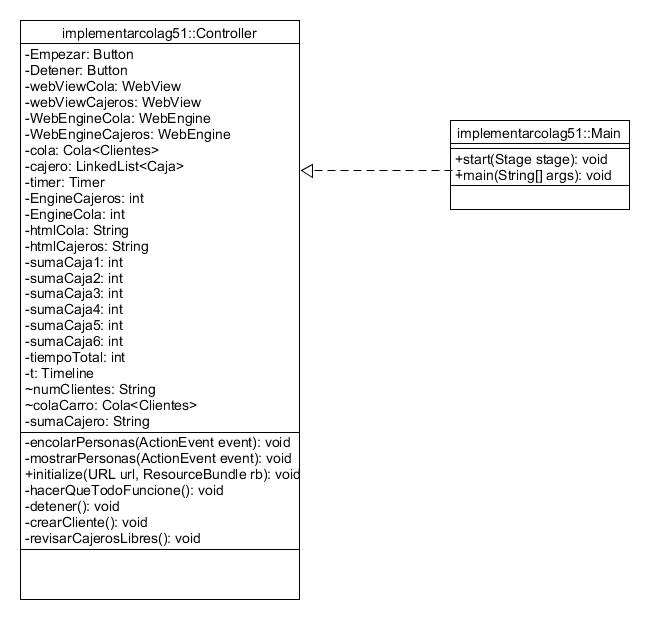 implementarcolag51::Controller
-Empezar: Button
-Detener: Button
-webViewCola: WebView
-webViewCajeros: WebView
-WebEngineCola: WebEngine
-WebEngineCajeros: WebEngine
-cola: Cola<Clientes>
-cajero: LinkedList<Caja>
-timer: Timer
-EngineCajeros: int
-EngineCola: int
-htmlCola: String
-htmlCajeros: String
-sumaCaja1: int
-sumaCaja2: int
-sumaCaja3: int
-sumaCaja4: int
-sumaCaja5: int
-sumaCaja6: int
-tiempoTotal: int
-t: Timeline
~numClientes: String
~colaCarro: Cola<Clientes>
-sumaCajero: String
-encolarPersonas(ActionEvent event): void
-mostrarPersonas(ActionEvent event): void
+initialize(URL url, ResourceBundle rb): void
-hacerQueTodoFuncione(): void
-detener(): void
-crearCliente(): void
-revisarCajerosLibres(): void
implementarcolag51::Main
+start(Stage stage): void
+main(String[] args): void